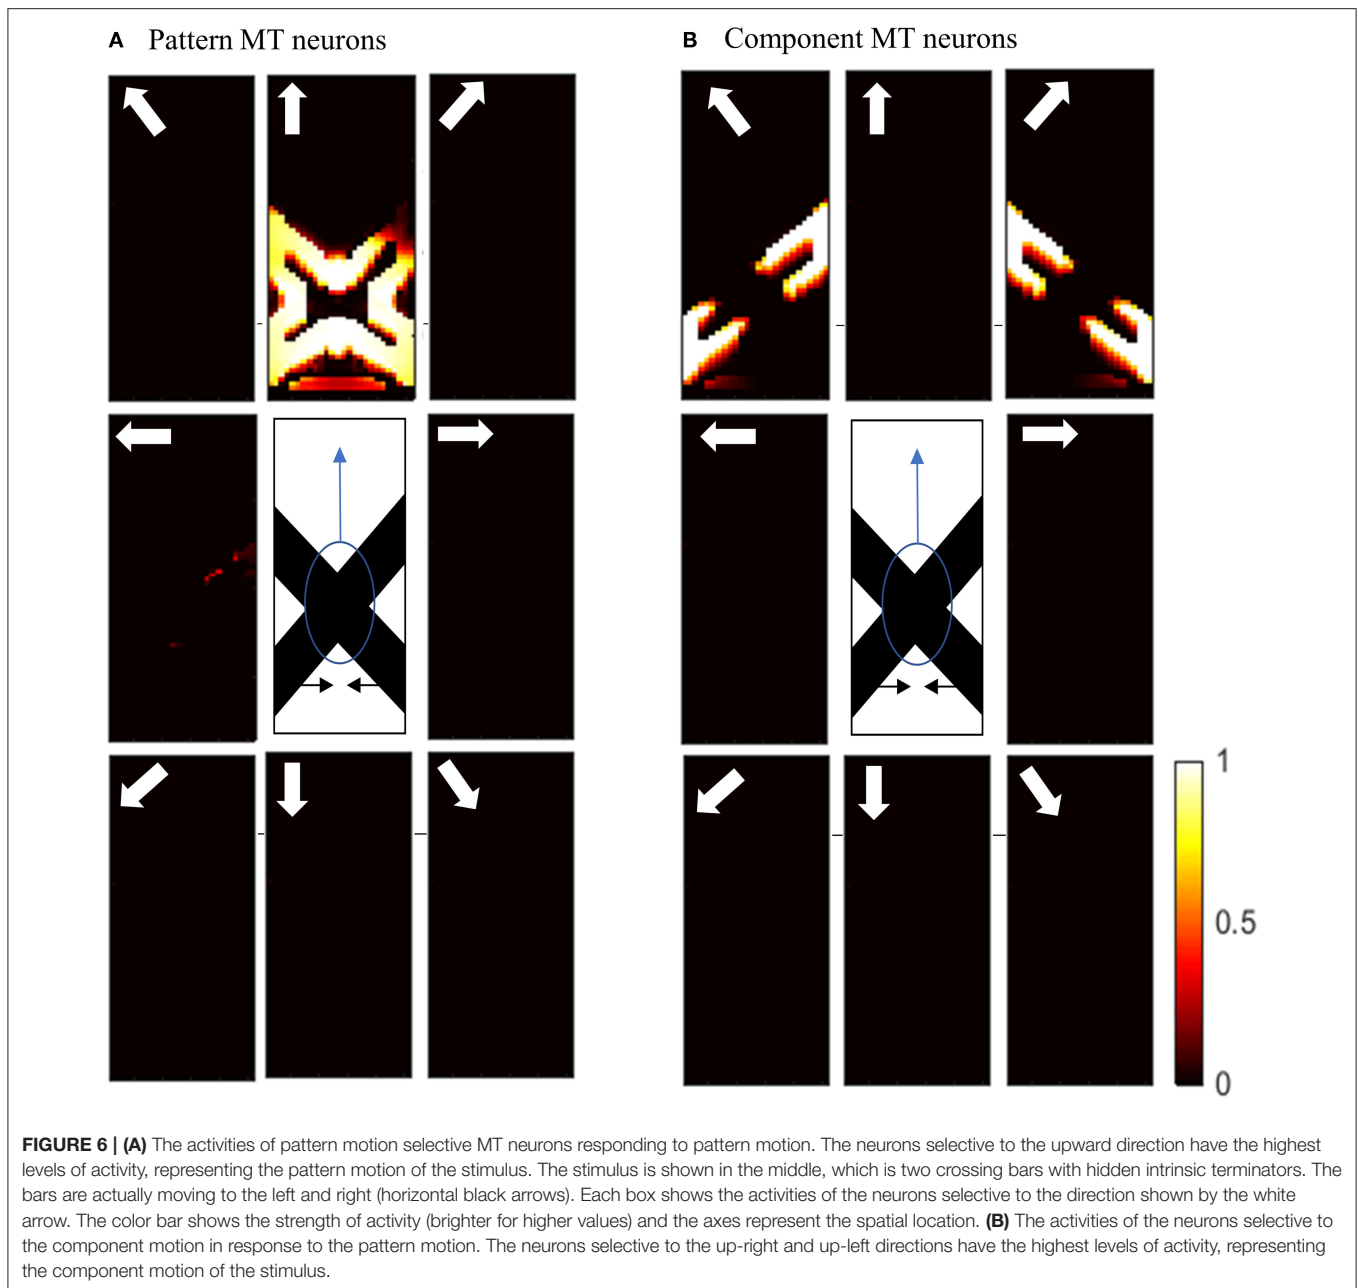 A Pattern MT neurons
B Component MT neurons
1
0.5
0
FIGURE 6 | (A) The activities of pattern motion selective MT neurons responding to pattern motion. The neurons selective to the upward direction have the highest
levels of activity, representing the pattern motion of the stimulus. The stimulus is shown in the middle, which is two crossing bars with hidden intrinsic terminators. The
bars are actually moving to the left and right (horizontal black arrows). Each box shows the activities of the neurons selective to the direction shown by the white
arrow. The color bar shows the strength of activity (brighter for higher values) and the axes represent the spatial location. (B) The activities of the neurons selective to
the component motion in response to the pattern motion. The neurons selective to the up-right and up-left directions have the highest levels of activity, representing
the component motion of the stimulus.